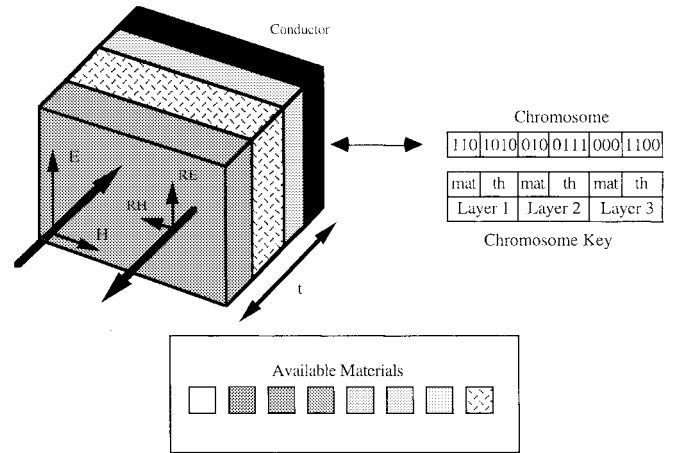 Conductor
Chromosome
110 1010 010 0111 000 1100
mat th mat th mat th
Layer 1 Layer 2 Layer 3
Chromosome Key
E
RE
RH
H
t
Available Materials